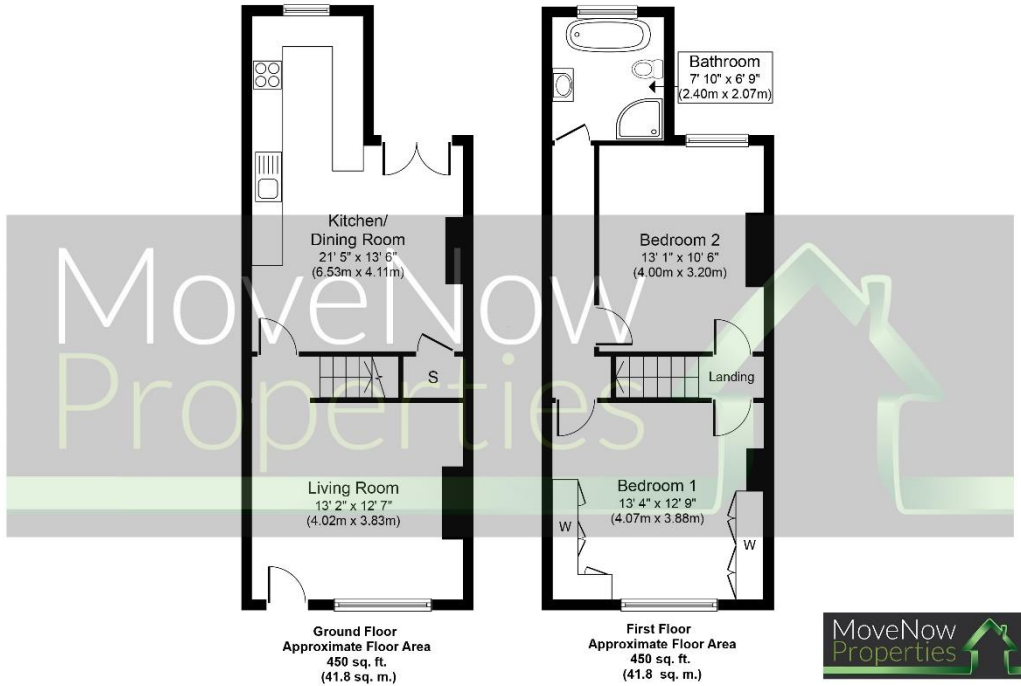 Kitchen/
Dining Room
21' 5" x 13' 6"
(6.53m x 4.11m)
S
Living Room
13' 2" x 12' 7"
(4.02m x 3.83m)
Ground Floor
Approximate Floor Area
450 sq. ft.
(41.8 sq. m.)
Bathroom
7' 10" x 6' 9"
(2.40m x 2.07m)
Bedroom 2
13' 1" x 10' 6"
(4.00m x 3.20m)
Landing
Bedroom 1
13' 4" x 12' 9"
(4.07m x 3.88m)
W
W
First Floor
Approximate Floor Area
450 sq. ft.
(41.8 sq. m.)
MoveNow
Properties
MoveNow
Properties